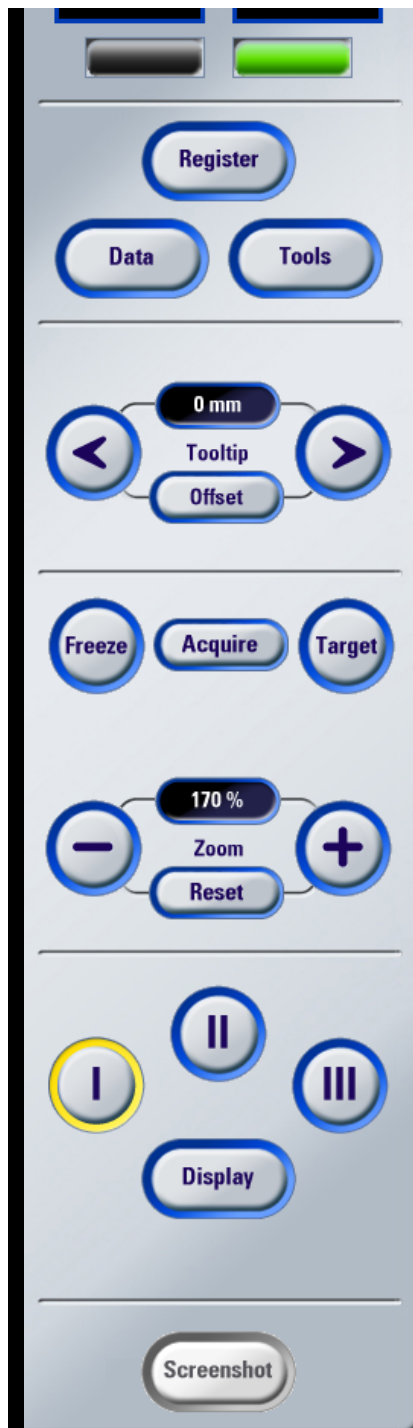 Register
Data Tools
0 mm
< Tooltip >
Offset
Freeze Acquire Target
170 %
− Zoom +
Reset
II
I III
Display
Screenshot